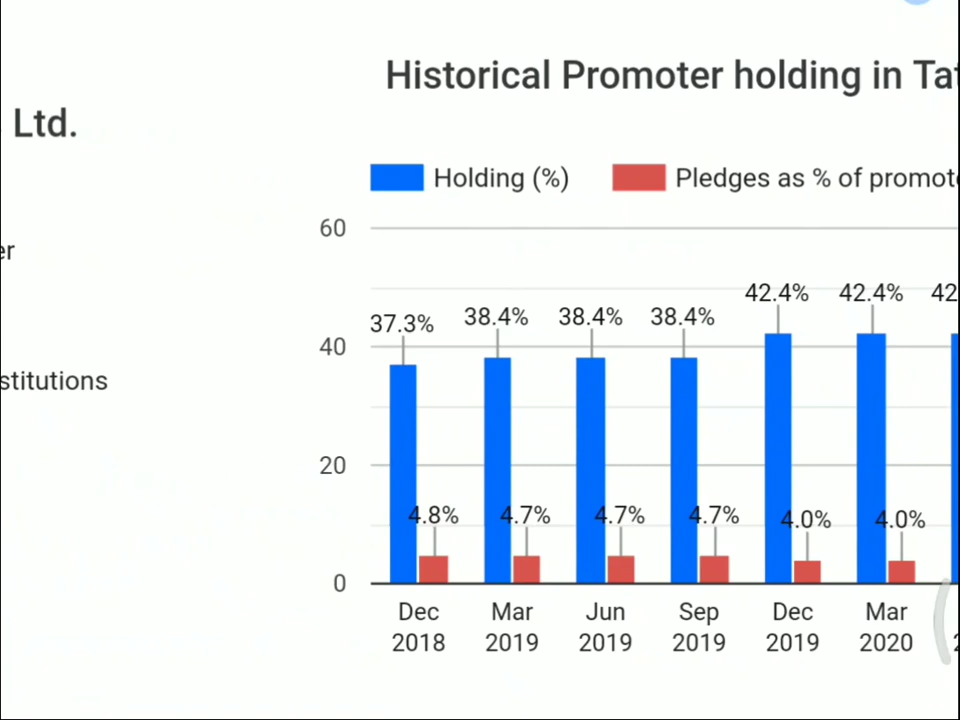 Historical Promoter holding in Tat
Ltd.
Holding (%) Pledges as % of promot
er
stitutions
60
40
20
0
37.3% 38.4% 38.4% 38.4% 42.4% 42.4% 42
4.8% 4.7% 4.7% 4.7% 4.0% 4.0%
Dec Mar Jun Sep Dec Mar
2018 2019 2019 2019 2019 2020